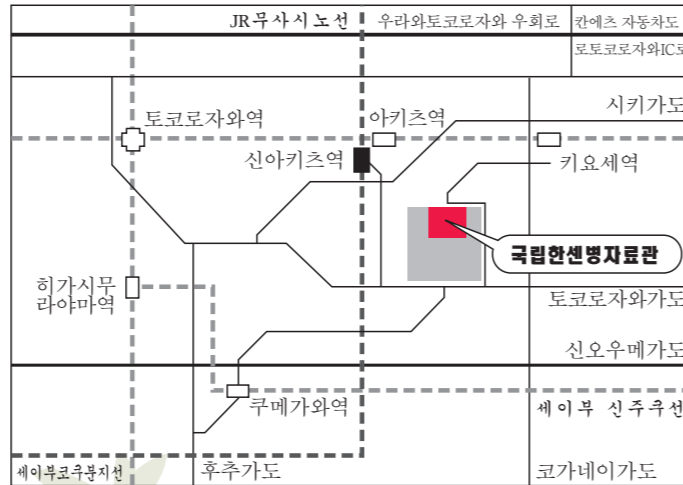 JR무사시노선
우라와토코로자와 우회로
칸에츠 자동차도
로토코로자와IC로
시키가도
토코로자와역
아키츠역
신아키츠역
키요세역
국립한센병자료관
히가시무
라야마역
토코로자와가도
신오우메가도
쿠메가와역
세이부 신주쿠선
세이부코쿠분지선
후추가도
코가네이가도